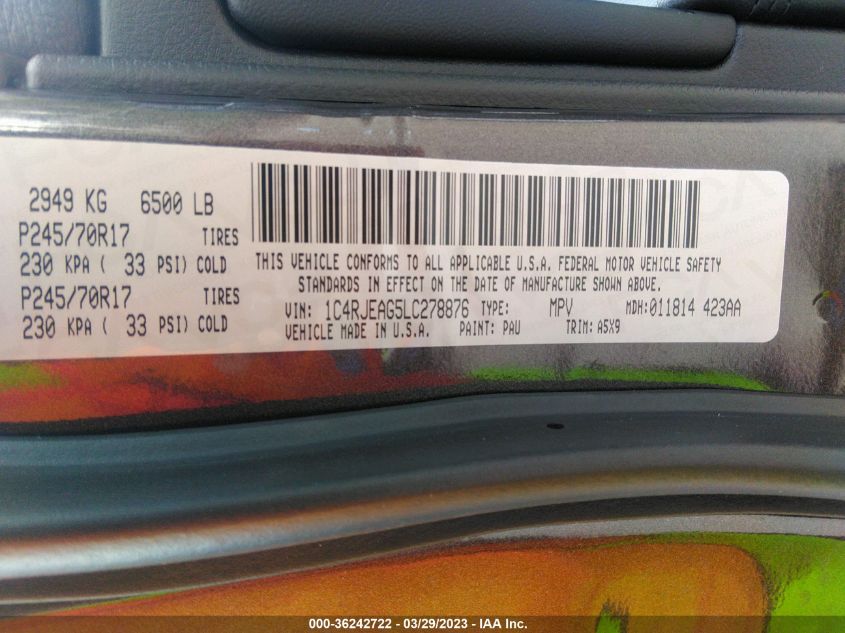 2949 KG 6500 LB
P245/70R17 TIRES
230 KPA ( 33 PSI) COLD
P245/70R17 TIRES
230 KPA ( 33 PSI) COLD
THIS VEHICLE CONFORMS TO ALL APPLICABLE U.S.A. FEDERAL MOTOR VEHICLE SAFETY
STANDARDS IN EFFECT ON THE DATE OF MANUFACTURE SHOWN ABOVE.
VIN: 1C4RJEAG5LC278876 TYPE: MPV MDH:011814 423AA
VEHICLE MADE IN U.S.A. PAINT: PAU TRIM: A5X9
000-36242722 — 03/29/2023 — IAA Inc.